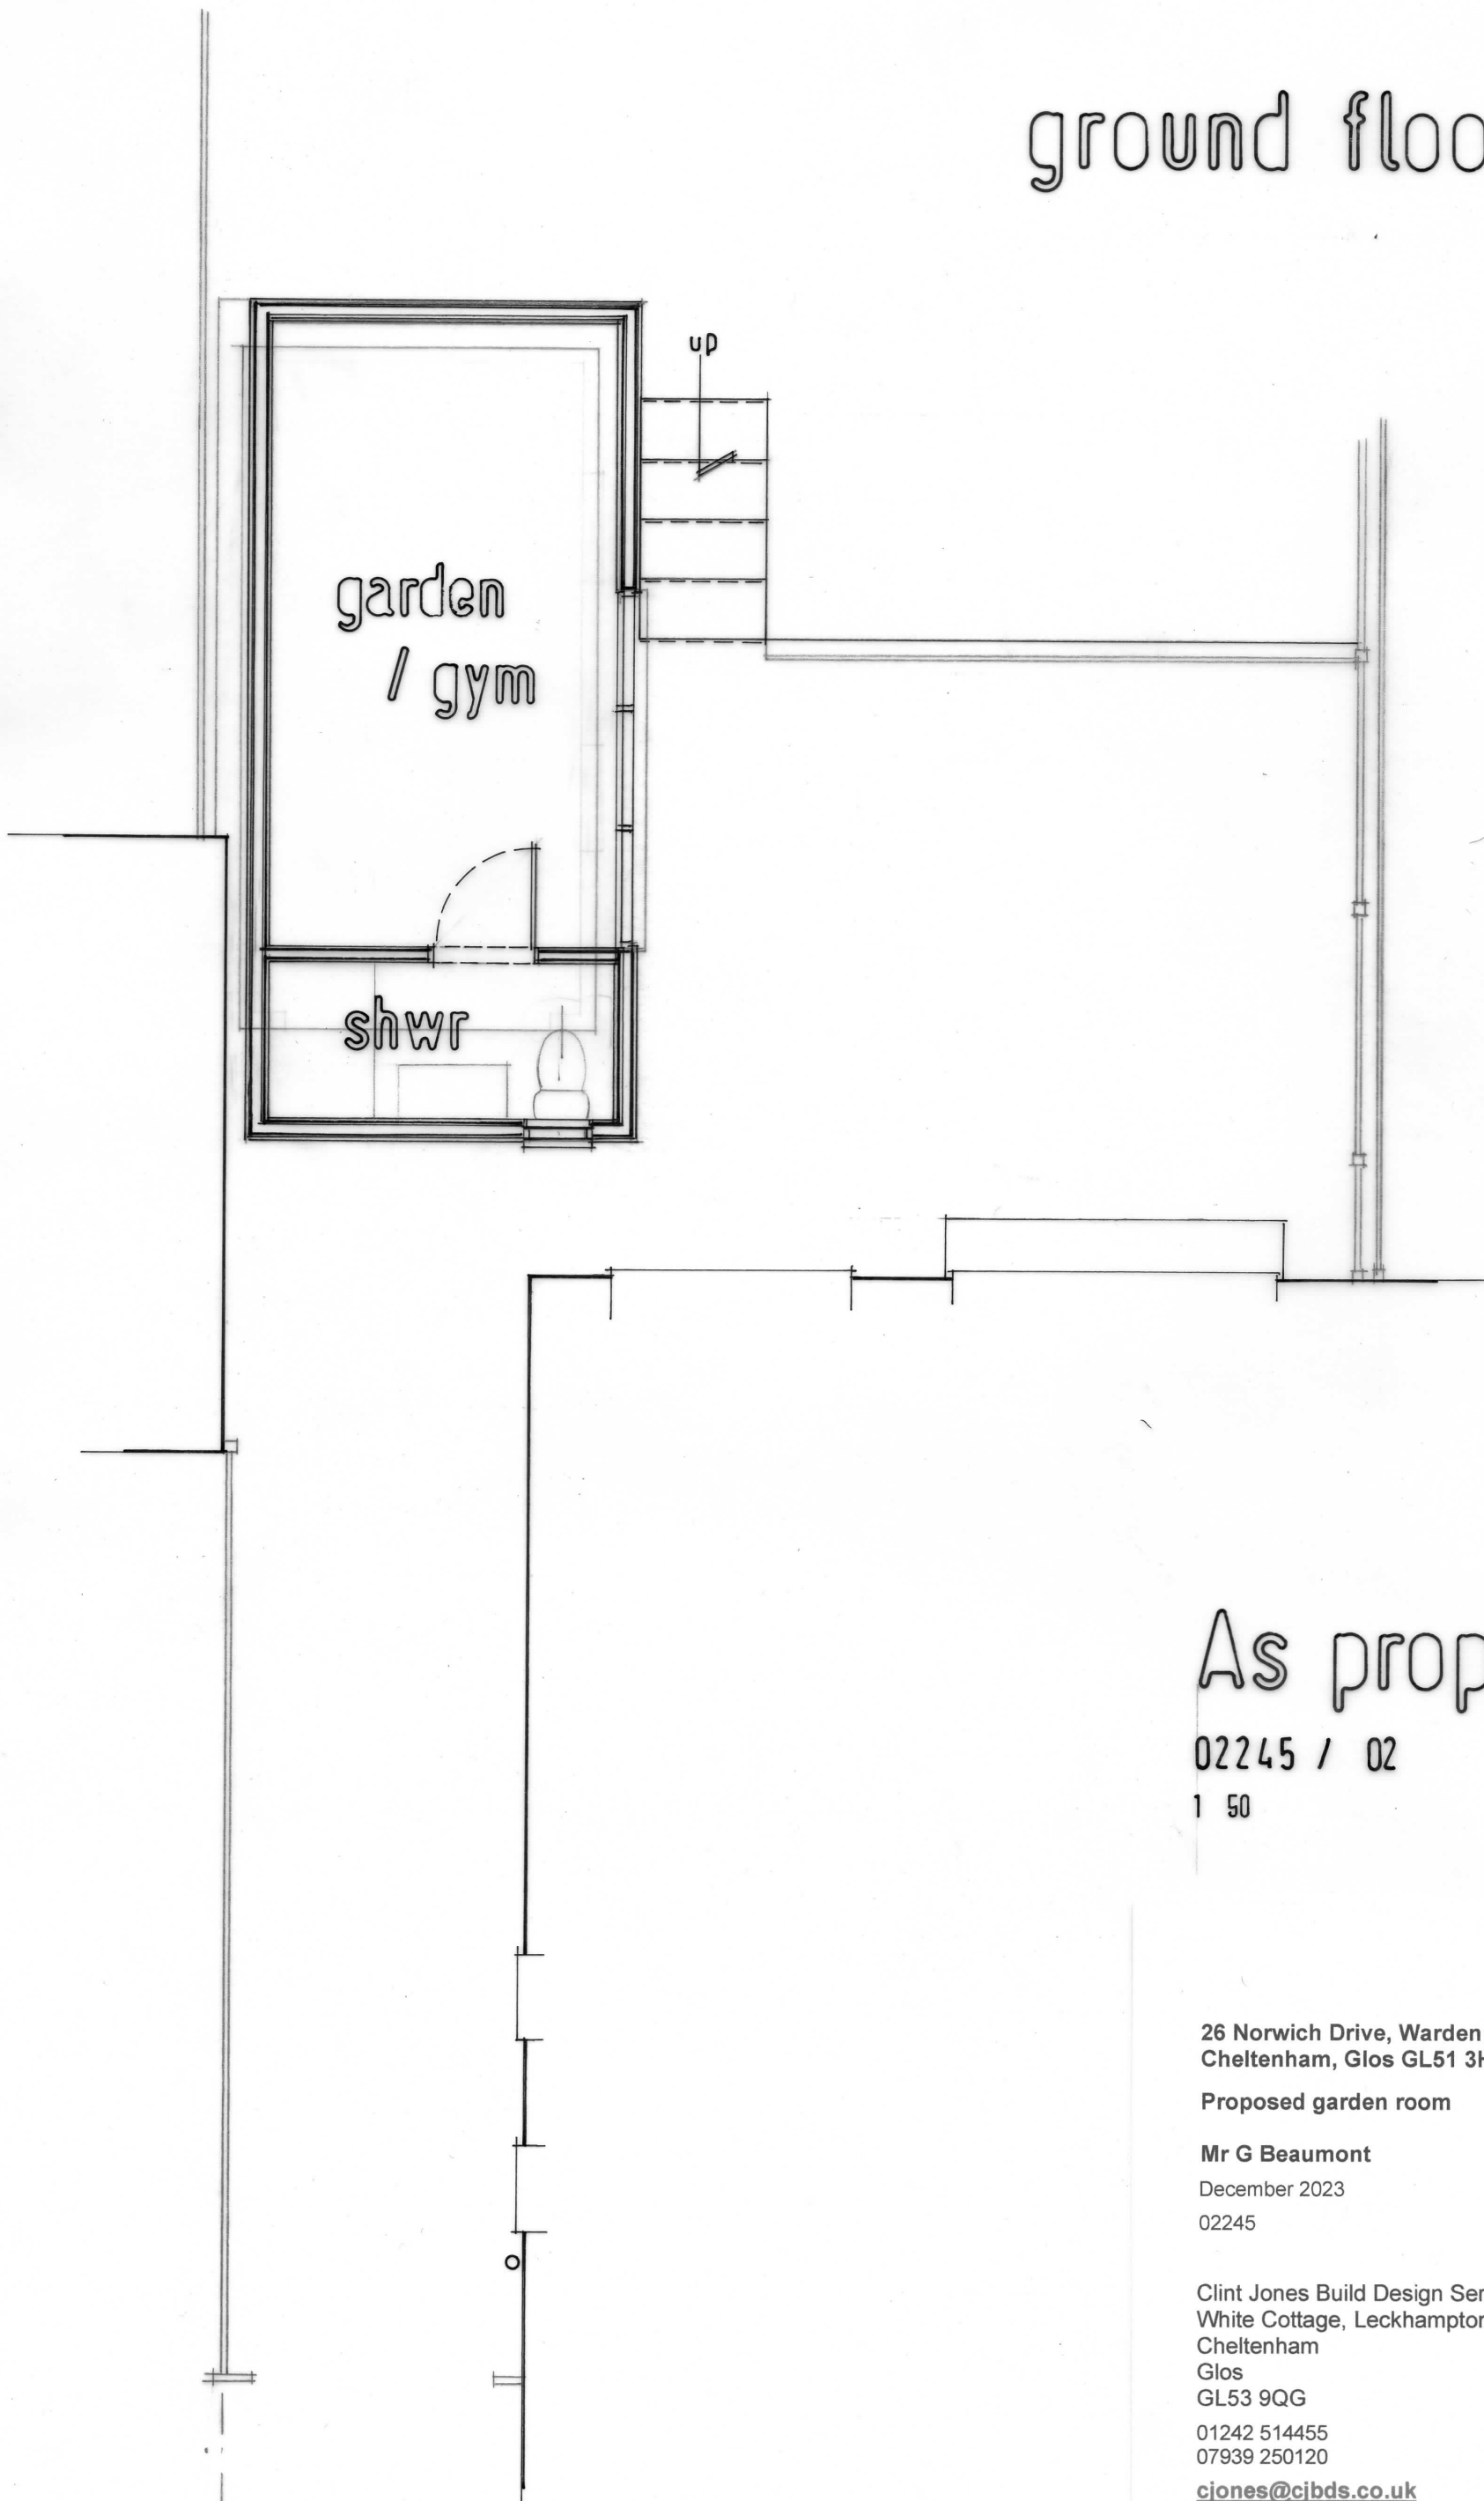 ground floo
up
garden
/ gym
shwr
As prop
02245 / 02
1 50
26 Norwich Drive, Warden
Cheltenham, Glos GL51 3H
Proposed garden room
Mr G Beaumont
December 2023
02245
Clint Jones Build Design Ser
White Cottage, Leckhampton
Cheltenham
Glos
GL53 9QG
01242 514455
07939 250120
cjones@cjbds.co.uk